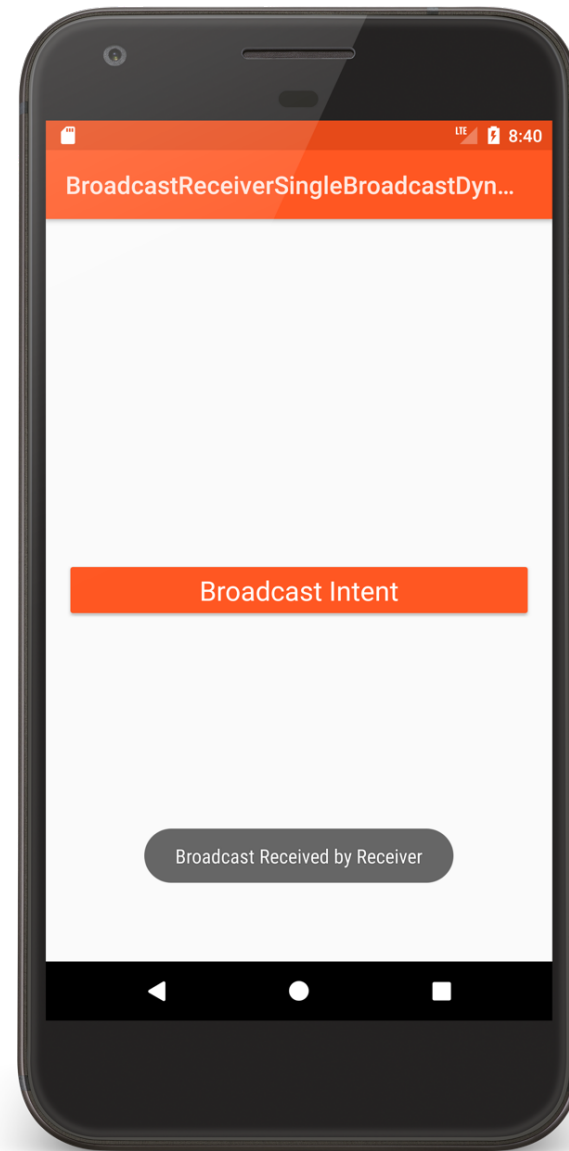 LTE 8:40
BroadcastReceiverSingleBroadcastDyn...
Broadcast Intent
Broadcast Received by Receiver